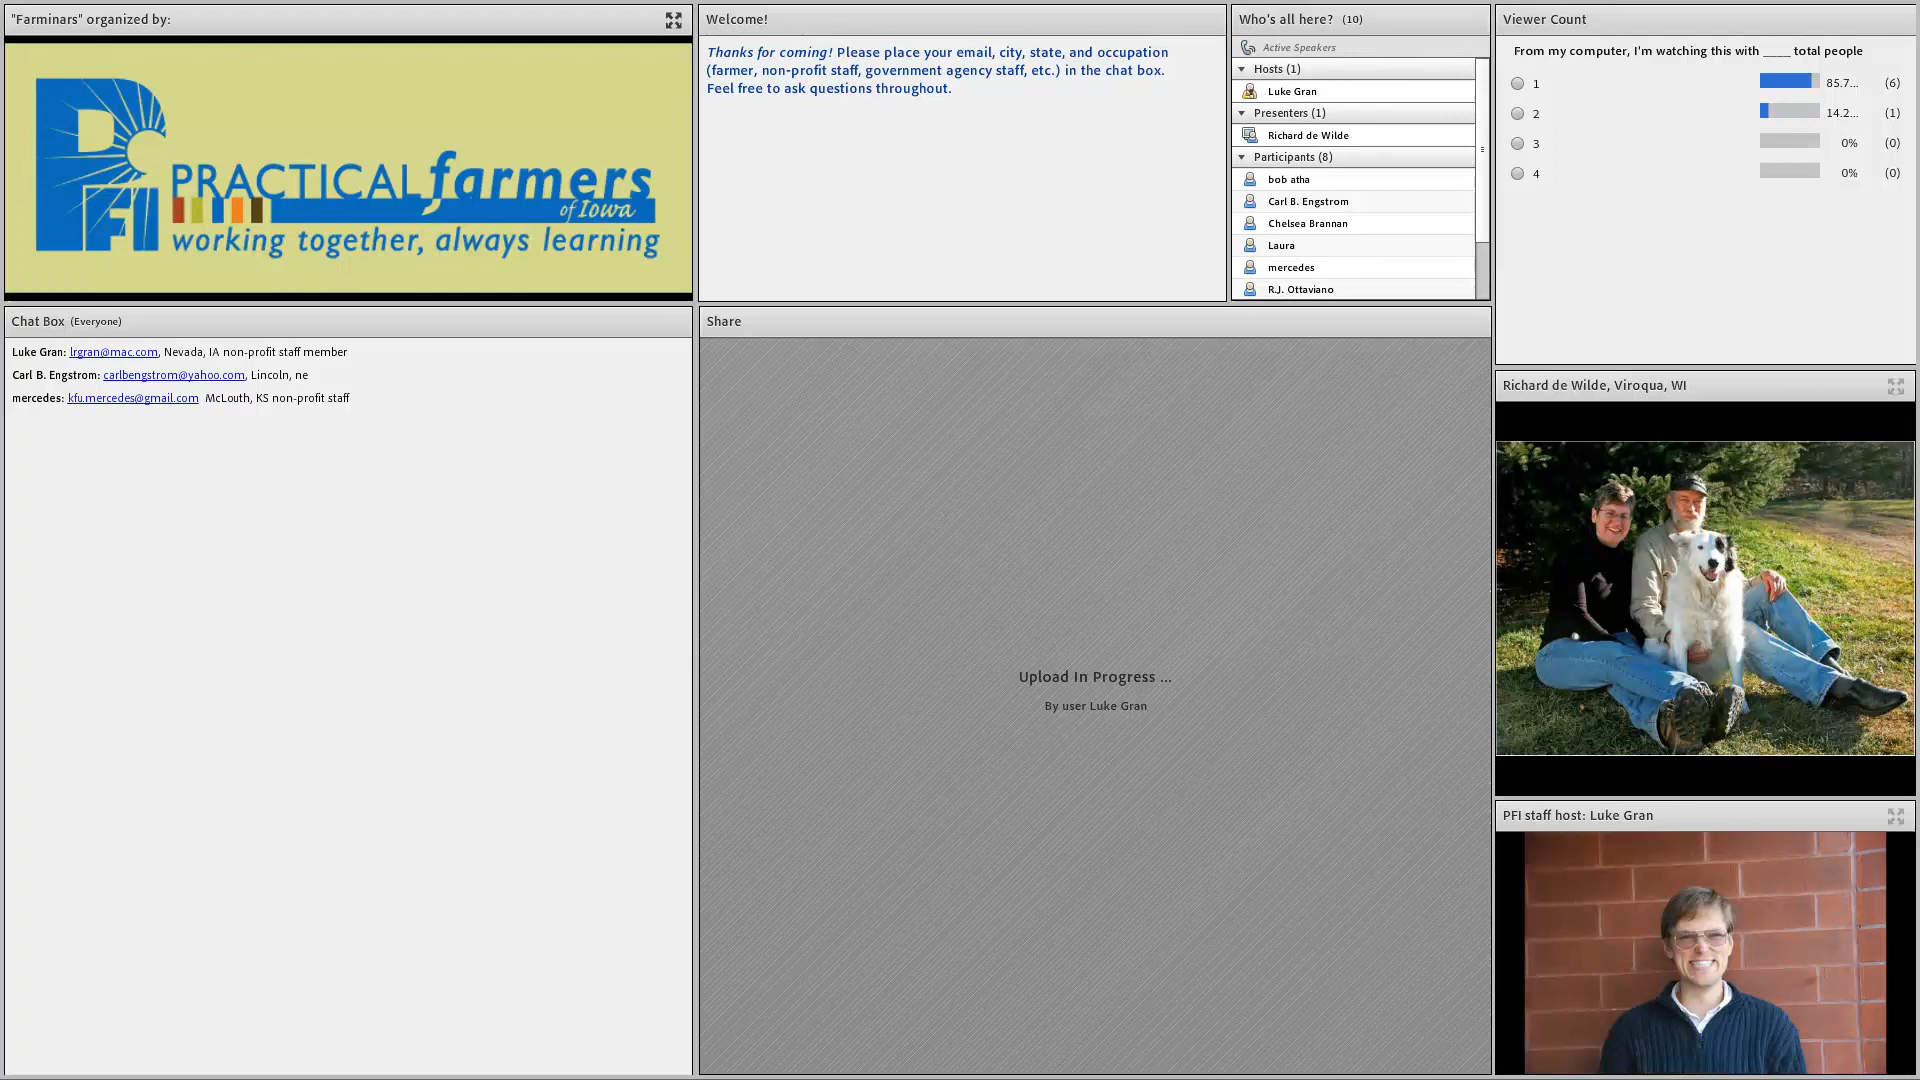 "Farminars" organized by:
PFI
PRACTICAL farmers
of Iowa
working together, always learning
Welcome!
Thanks for coming! Please place your email, city, state, and occupation
(farmer, non-profit staff, government agency staff, etc.) in the chat box.
Feel free to ask questions throughout.
Who's all here? (10)
Active Speakers
Hosts (1)
Luke Gran
Presenters (1)
Richard de Wilde
Participants (8)
bob atha
Carl B. Engstrom
Chelsea Brannan
Laura
mercedes
R.J. Ottaviano
Viewer Count
From my computer, I'm watching this with ____ total people
1 85.7... (6)
2 14.2... (1)
3 0% (0)
4 0% (0)
Chat Box (Everyone)
Luke Gran: lrgran@mac.com, Nevada, IA non-profit staff member
Carl B. Engstrom: carlbengstrom@yahoo.com, Lincoln, ne
mercedes: kfu.mercedes@gmail.com McLouth, KS non-profit staff
Share
Upload In Progress ...
By user Luke Gran
Richard de Wilde, Viroqua, WI
PFI staff host: Luke Gran